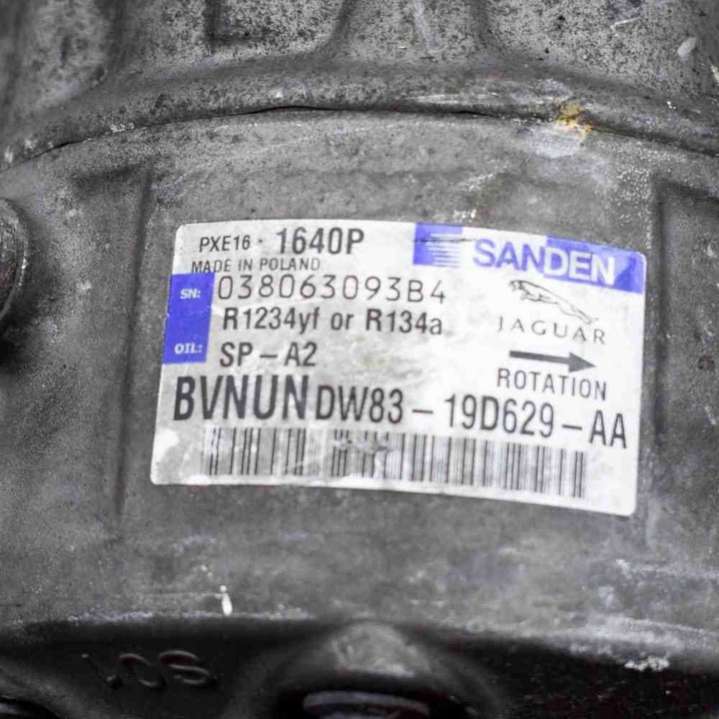 PXE16 - 1640P
SANDEN
MADE IN POLAND
SN: 038063093B4
JAGUAR
R1234yf or R134a
OIL: SP-A2
ROTATION
BVNUN DW83-19D629-AA